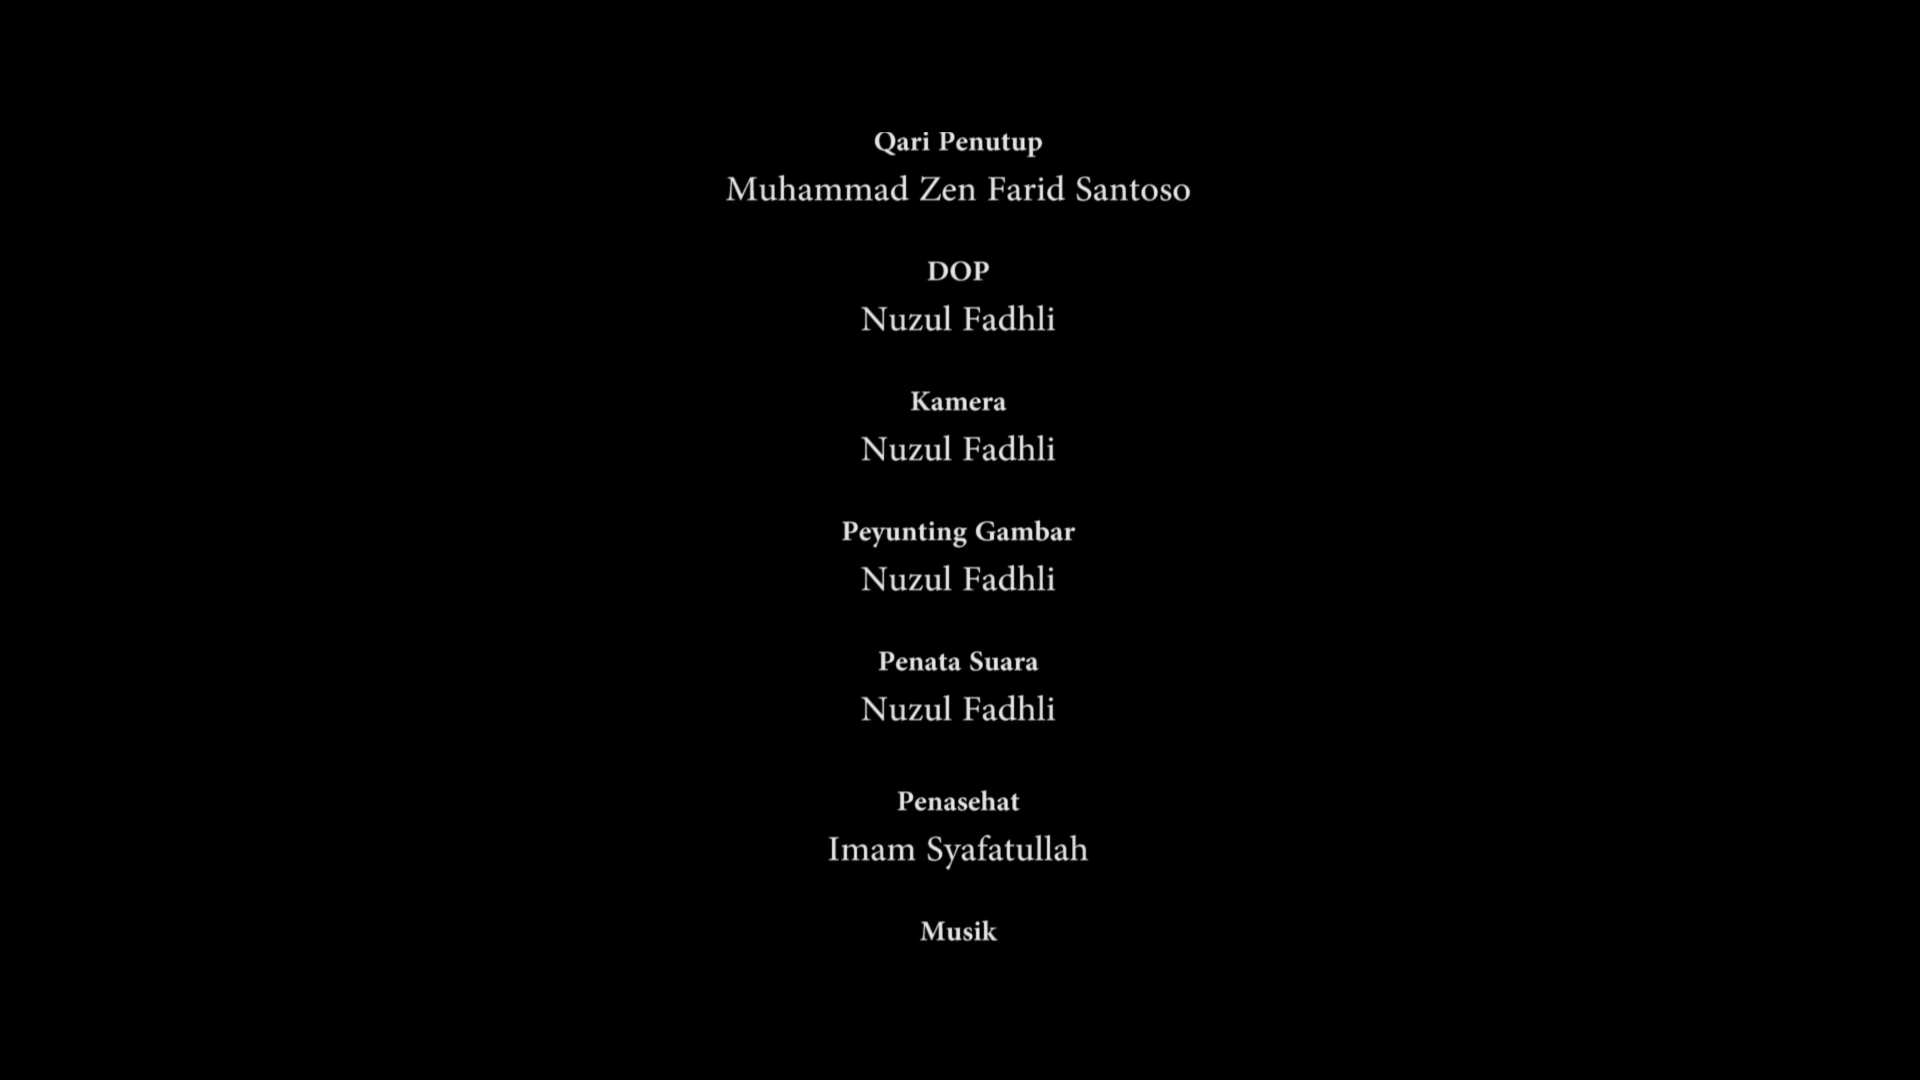 Qari Penutup
Muhammad Zen Farid Santoso
DOP
Nuzul Fadhli
Kamera
Nuzul Fadhli
Peyunting Gambar
Nuzul Fadhli
Penata Suara
Nuzul Fadhli
Penasehat
Imam Syafatullah
Musik